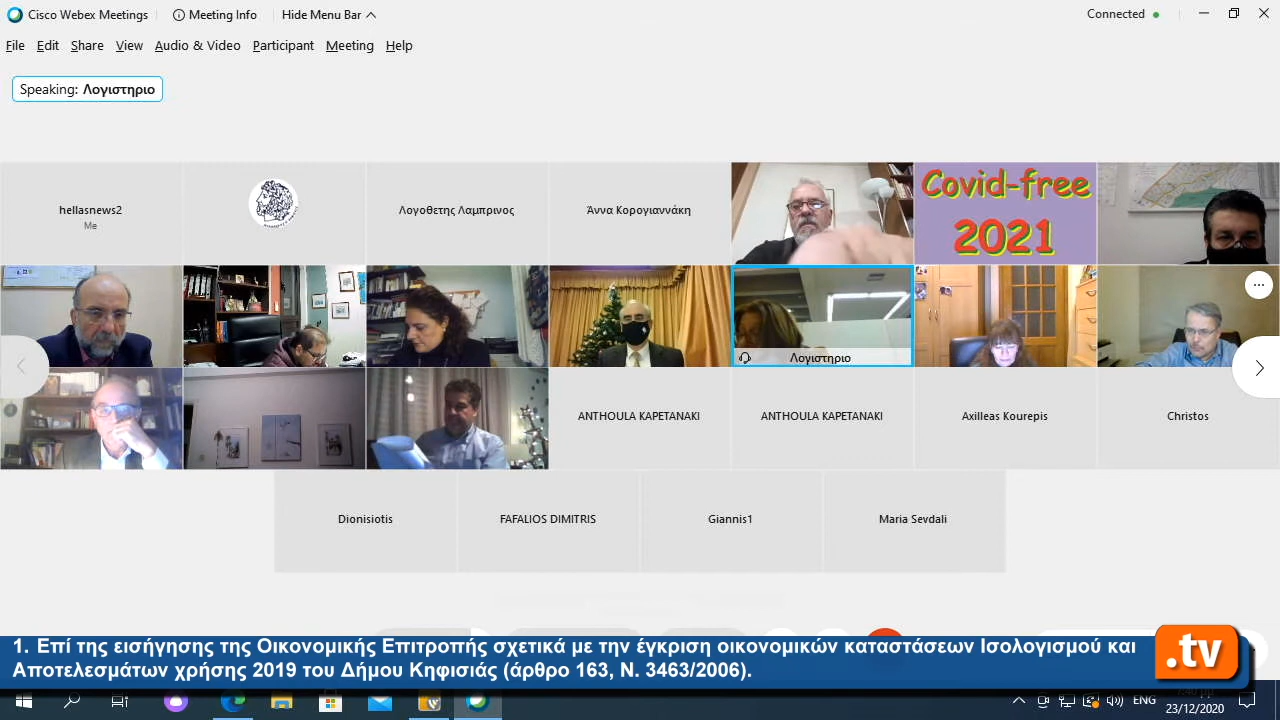 Cisco Webex Meetings
Meeting Info
Hide Menu Bar
Connected
File Edit Share View Audio & Video Participant Meeting Help
Speaking: Λογιστηριο
hellasnews2
Me
Λογοθετης Λαμπρινος
Άννα Κορογιαννάκη
Covid-free
2021
Λογιστηριο
ANTHOULA KAPETANAKI
ANTHOULA KAPETANAKI
Axilleas Kourepis
Christos
Dionisiotis
FAFALIOS DIMITRIS
Giannis1
Maria Sevdali
1. Επί της εισήγησης της Οικονομικής Επιτροπής σχετικά με την έγκριση οικονομικών καταστάσεων Ισολογισμού και
Αποτελεσμάτων χρήσης 2019 του Δήμου Κηφισιάς (άρθρο 163, Ν. 3463/2006).
.tv
ENG
23/12/2020